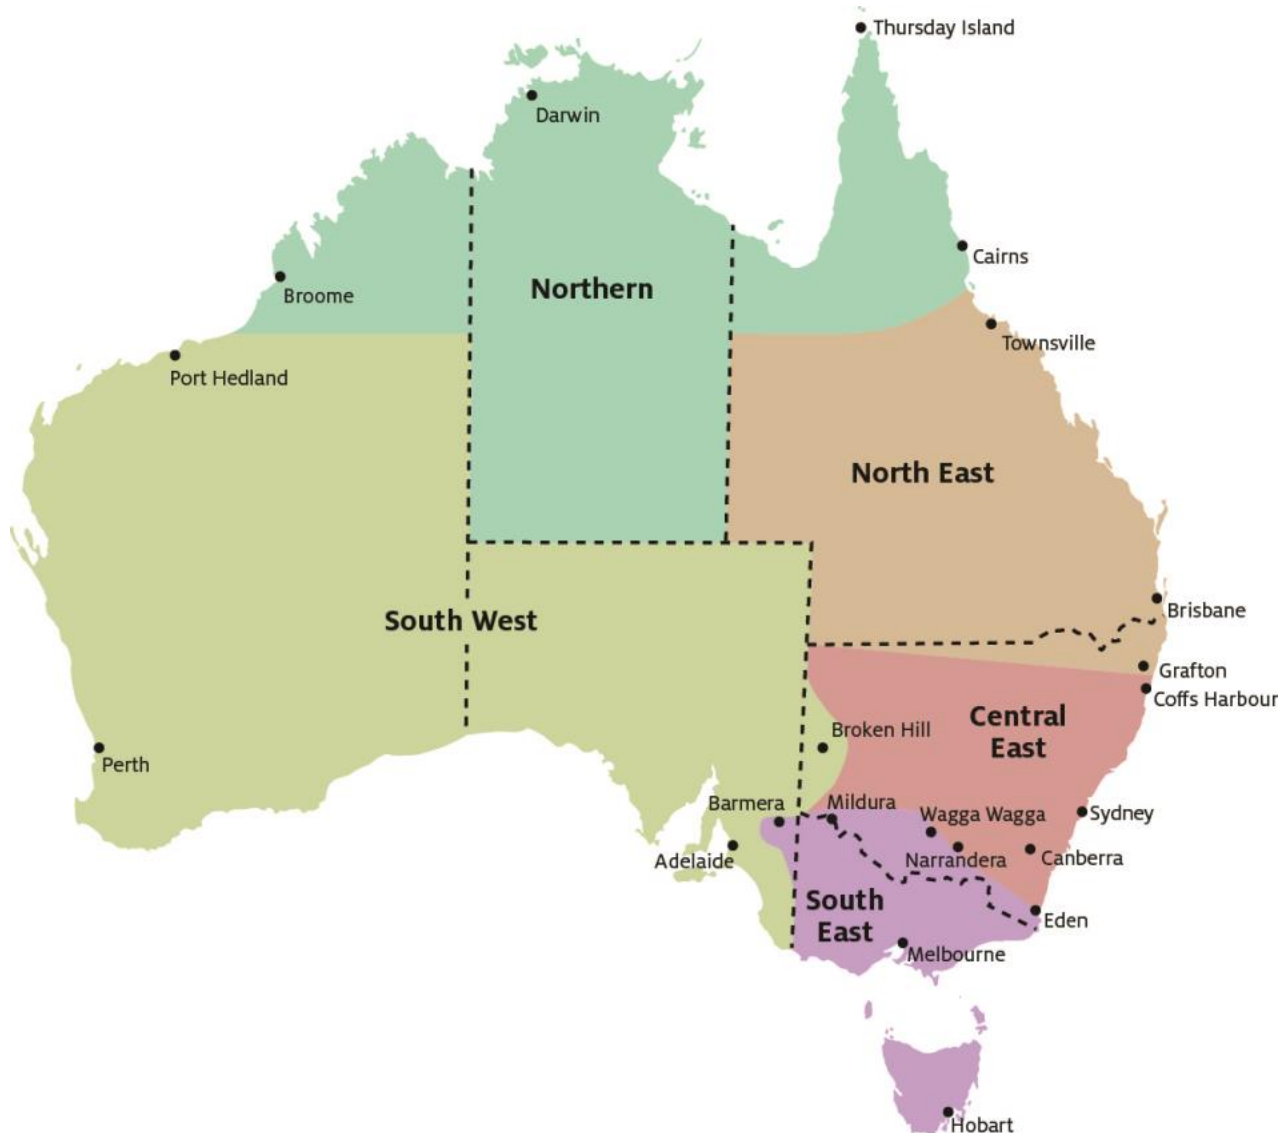 Thursday Island
Darwin
Cairns
Northern
Broome
Townsville
Port Hedland
North East
Brisbane
South West
Grafton
Coffs Harbour
Central
East
Broken Hill
Perth
Barmera
Mildura
Wagga Wagga
Sydney
Adelaide
Narrandera
Canberra
South
East
Eden
Melbourne
Hobart